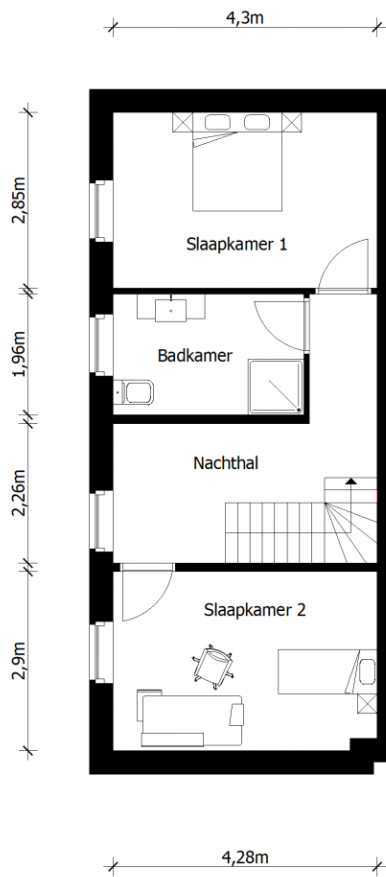 4,3m
2,85m
Slaapkamer 1
1,96m
Badkamer
2,26m
Nachthal
2,9m
Slaapkamer 2
4,28m